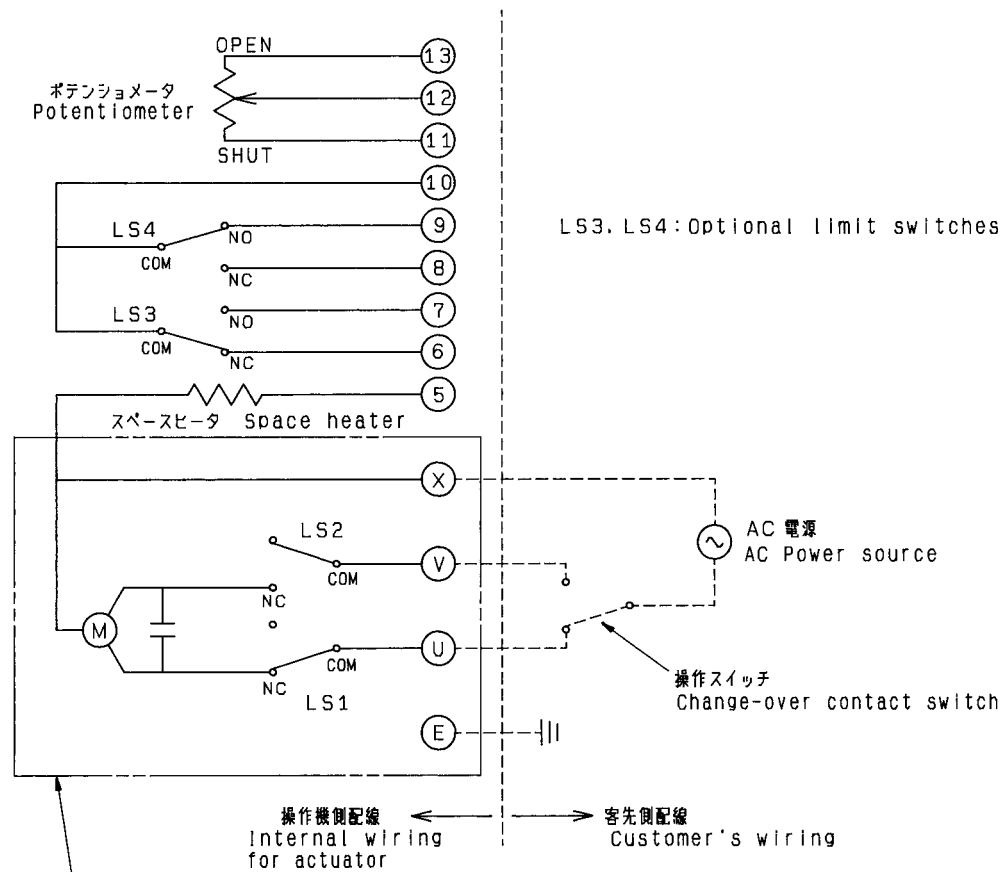 OPEN
13
ポテンショメータ
Potentiometer
12
11
SHUT
10
LS4
NO
9
COM
LS3, LS4:Optional limit switches
NC
8
LS3
NO
7
COM
NC
6
5
スペースヒータ Space heater
X
LS2
AC 電源
AC Power source
COM
V
NC
M
COM
U
NC
LS1
操作スイッチ
Change-over contact switch
E
操作機側配線
Internal wiring
for actuator
客先側配線
Customer's wiring